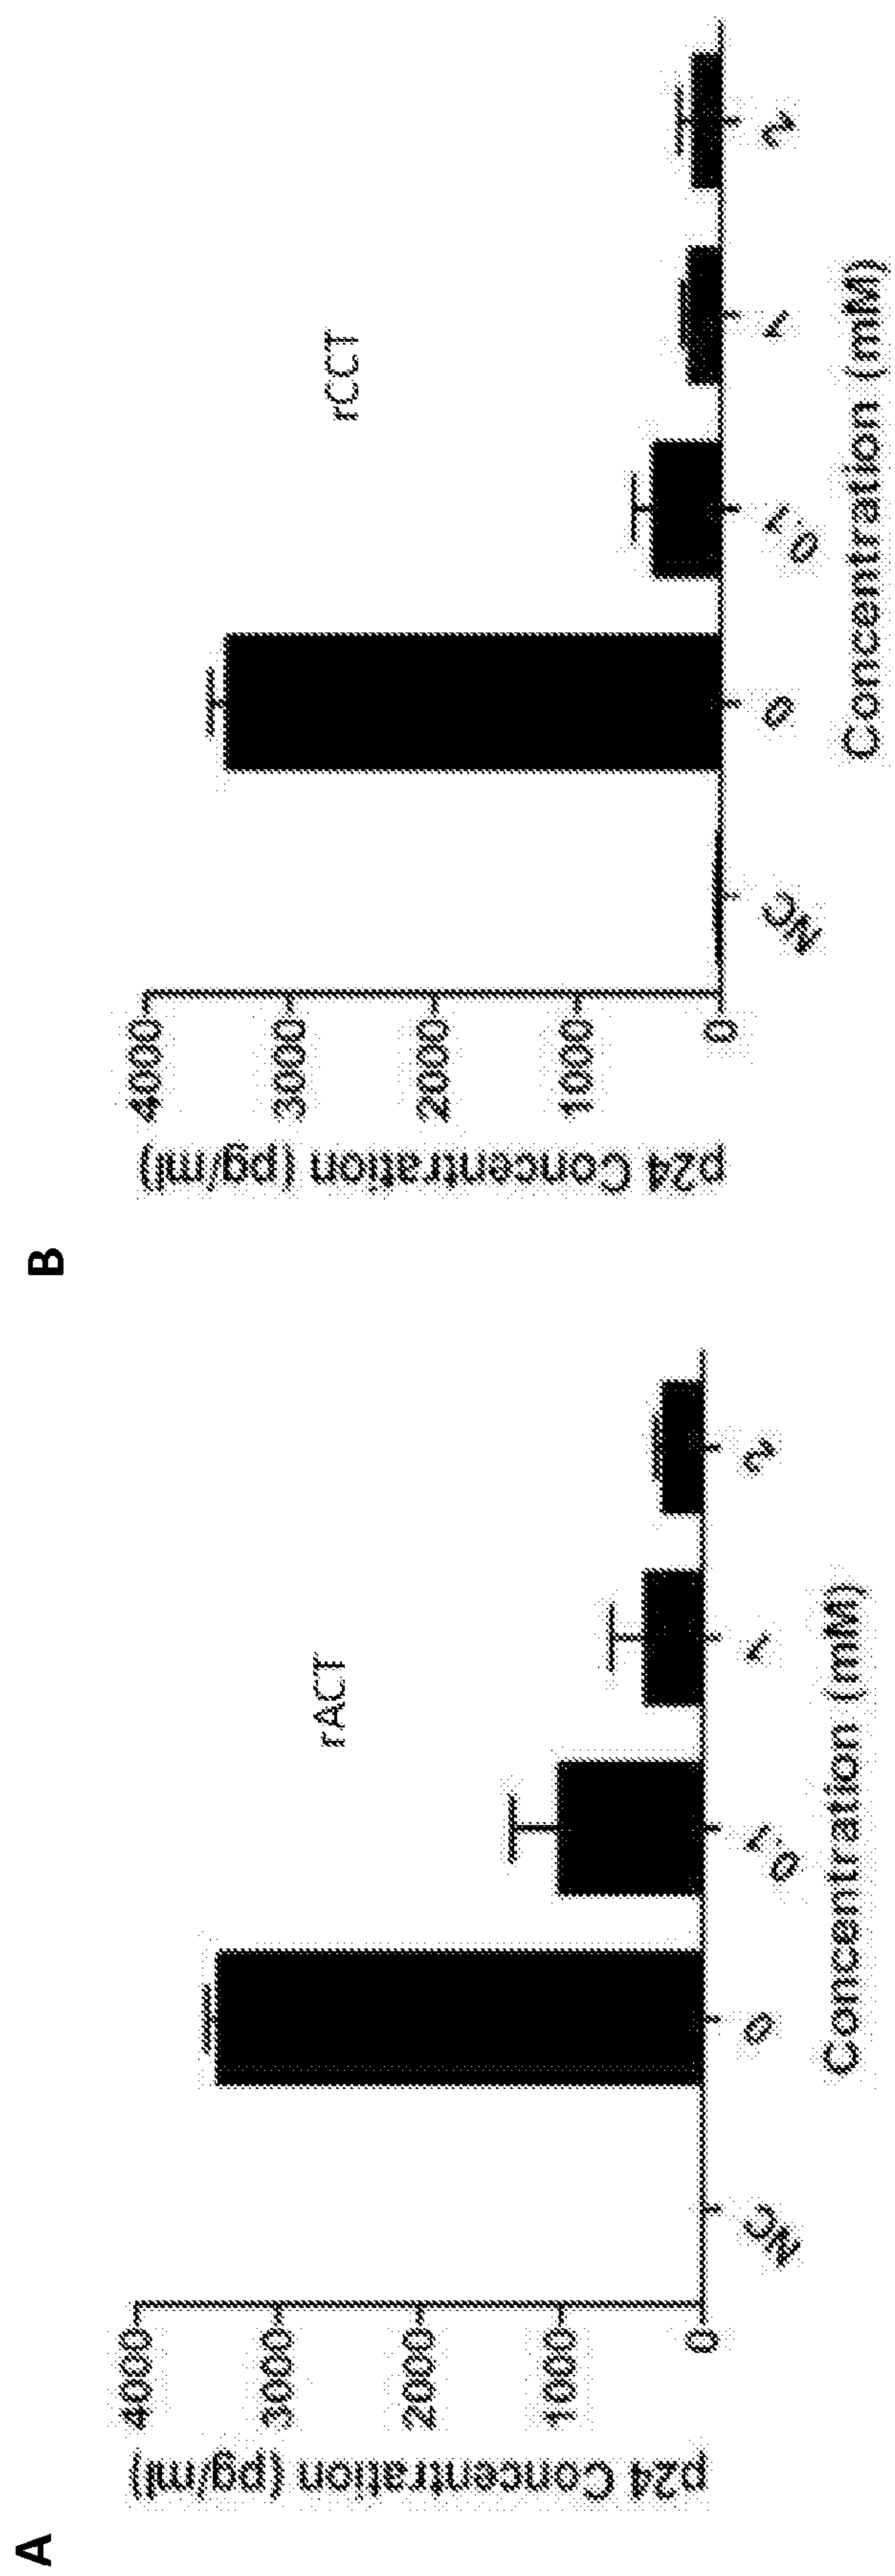 A
p24 Concentration (pg/ml)
4000
3000
2000
1000
0
rACT
NC
0
0.1
1
2
Concentration (mM)
B
p24 Concentration (pg/ml)
4000
3000
2000
1000
0
rCCT
NC
0
0.1
1
2
Concentration (mM)